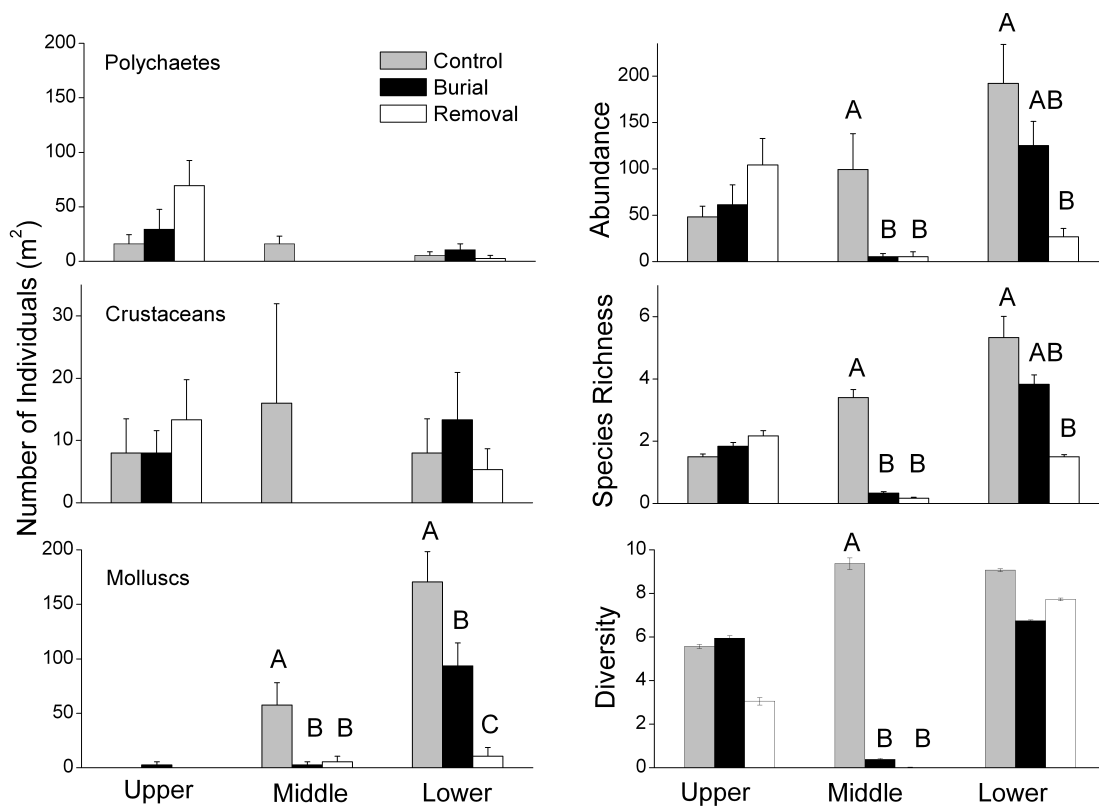 Number of Individuals (m²)
200
150
100
50
0
Polychaetes
Control
Burial
Removal
30
20
10
0
Crustaceans
200
150
100
50
0
Molluscs
A
B
B
A
B
C
Upper
Middle
Lower
Abundance
200
150
100
50
0
A
B
B
A
AB
B
Species Richness
6
4
2
0
A
B
B
A
AB
B
Diversity
10
8
6
4
2
0
A
B
B
Upper
Middle
Lower